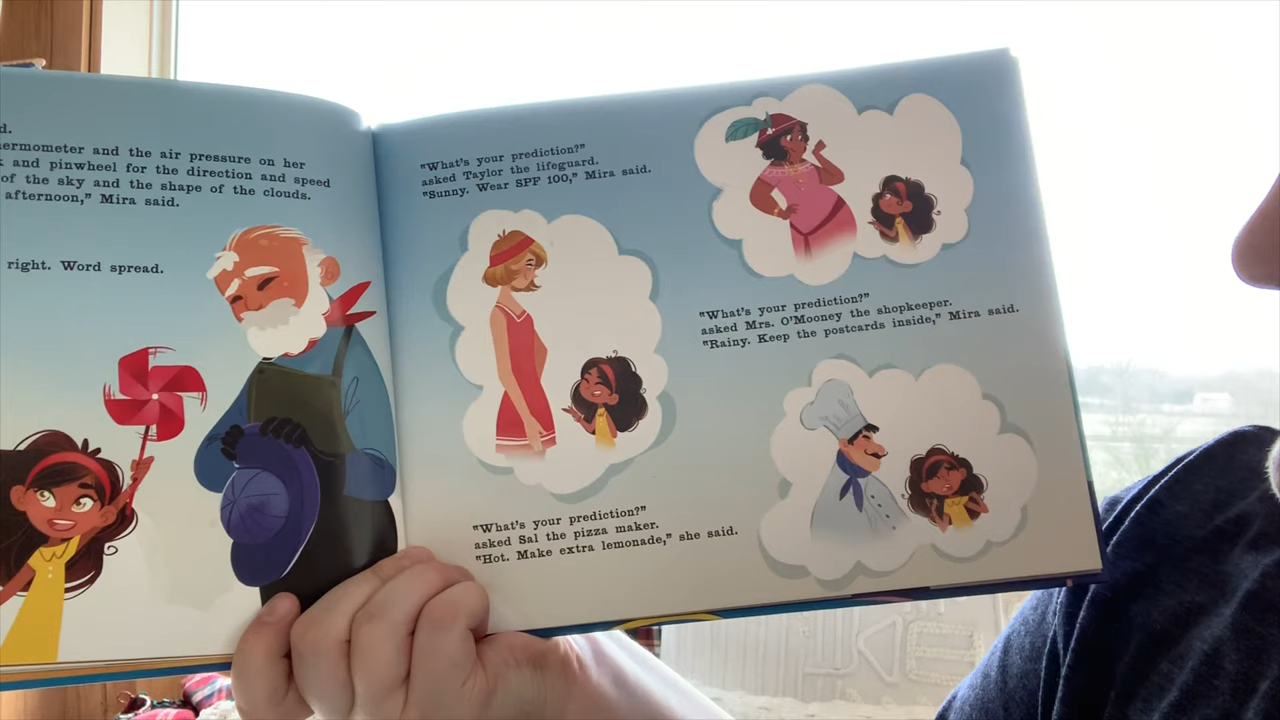 d.
ermometer and the air pressure on her
and pinwheel for the direction and speed
of the sky and the shape of the clouds.
afternoon," Mira said.
right. Word spread.
"What's your prediction?"
asked Taylor the lifeguard.
"Sunny. Wear SPF 100," Mira said.
"What's your prediction?"
asked Mrs. O'Mooney the shopkeeper.
"Rainy. Keep the postcards inside," Mira said.
"What's your prediction?"
asked Sal the pizza maker.
"Hot. Make extra lemonade," she said.